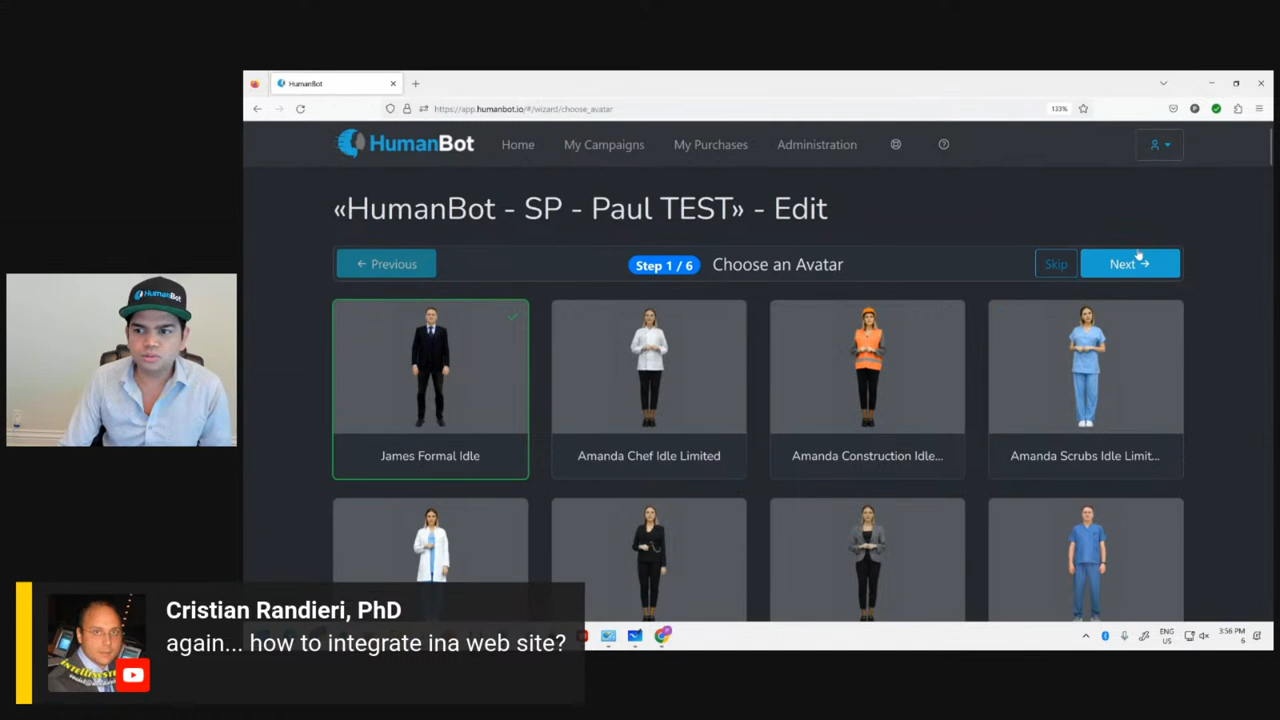 HumanBot
https://app.humanbot.io/#/wizard/choose_avatar
133%
HumanBot
Home
My Campaigns
My Purchases
Administration
«HumanBot - SP - Paul TEST» - Edit
Previous
Step 1 / 6
Choose an Avatar
Skip
Next
HumanBot
James Formal Idle
Amanda Chef Idle Limited
Amanda Construction Idle...
Amanda Scrubs Idle Limit...
Cristian Randieri, PhD
again... how to integrate ina web site?
ENG
US
3:56 PM
6